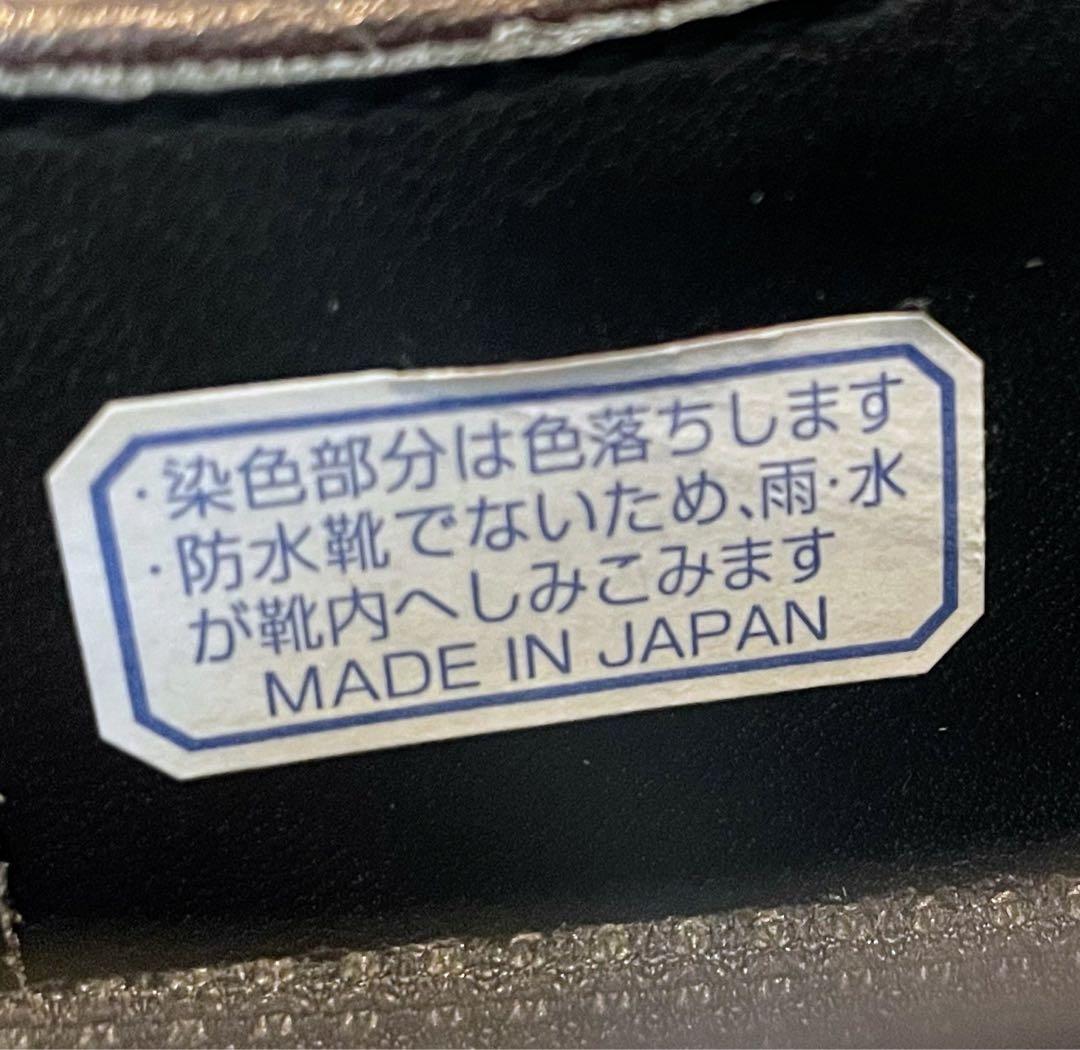 ・染色部分は色落ちします
・防水靴でないため、雨・水
が靴内へしみこみます
MADE IN JAPAN